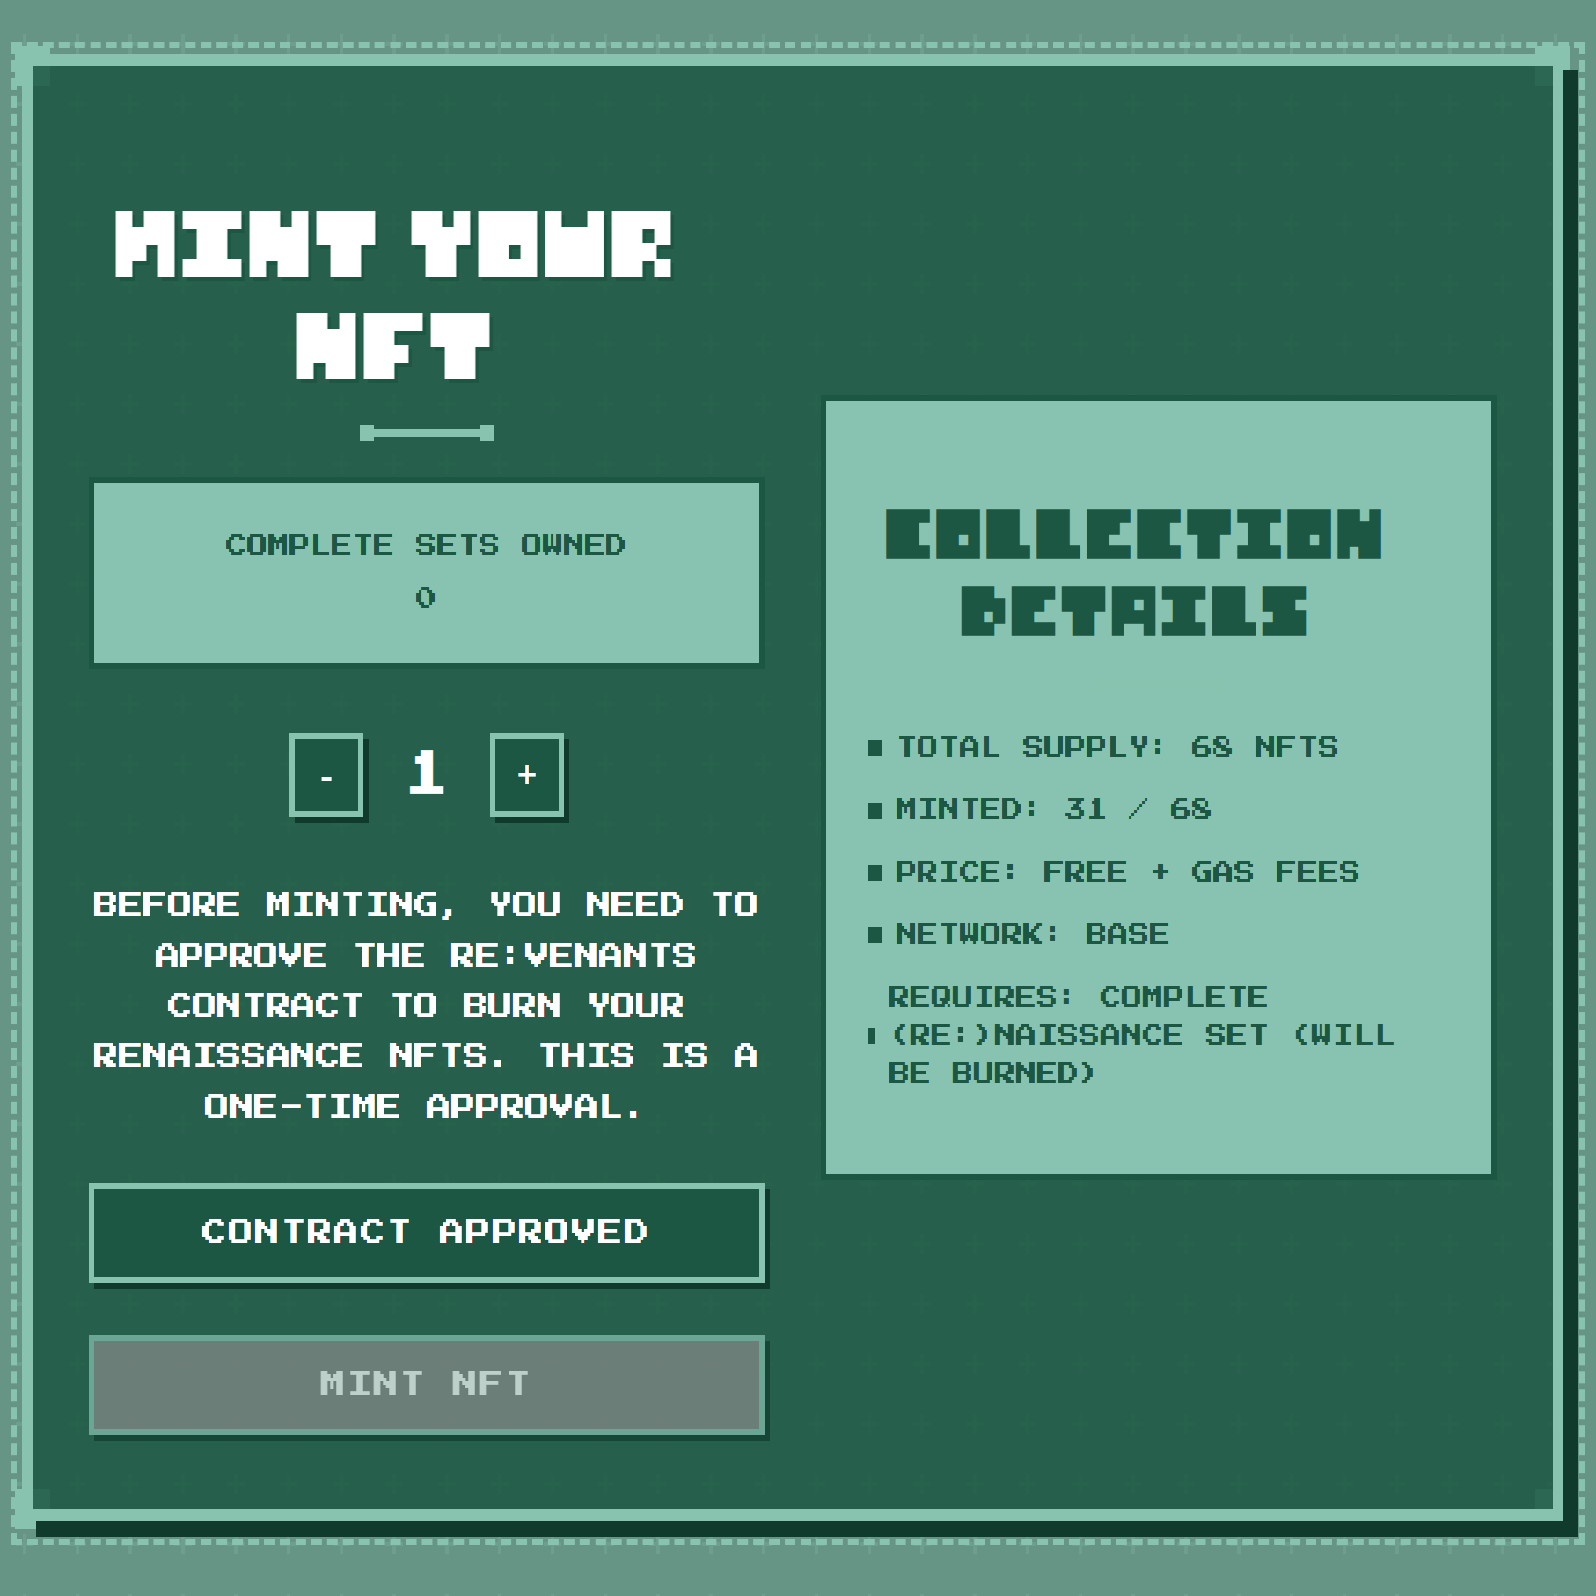 MINT YOUR
NFT
COMPLETE SETS OWNED
0
- 1 +
BEFORE MINTING, YOU NEED TO
APPROVE THE RE:VENANTS
CONTRACT TO BURN YOUR
RENAISSANCE NFTS. THIS IS A
ONE-TIME APPROVAL.
CONTRACT APPROVED
MINT NFT
COLLECTION
DETAILS
TOTAL SUPPLY: 68 NFTS
MINTED: 31 / 68
PRICE: FREE + GAS FEES
NETWORK: BASE
REQUIRES: COMPLETE
(RE:)NAISSANCE SET (WILL
BE BURNED)